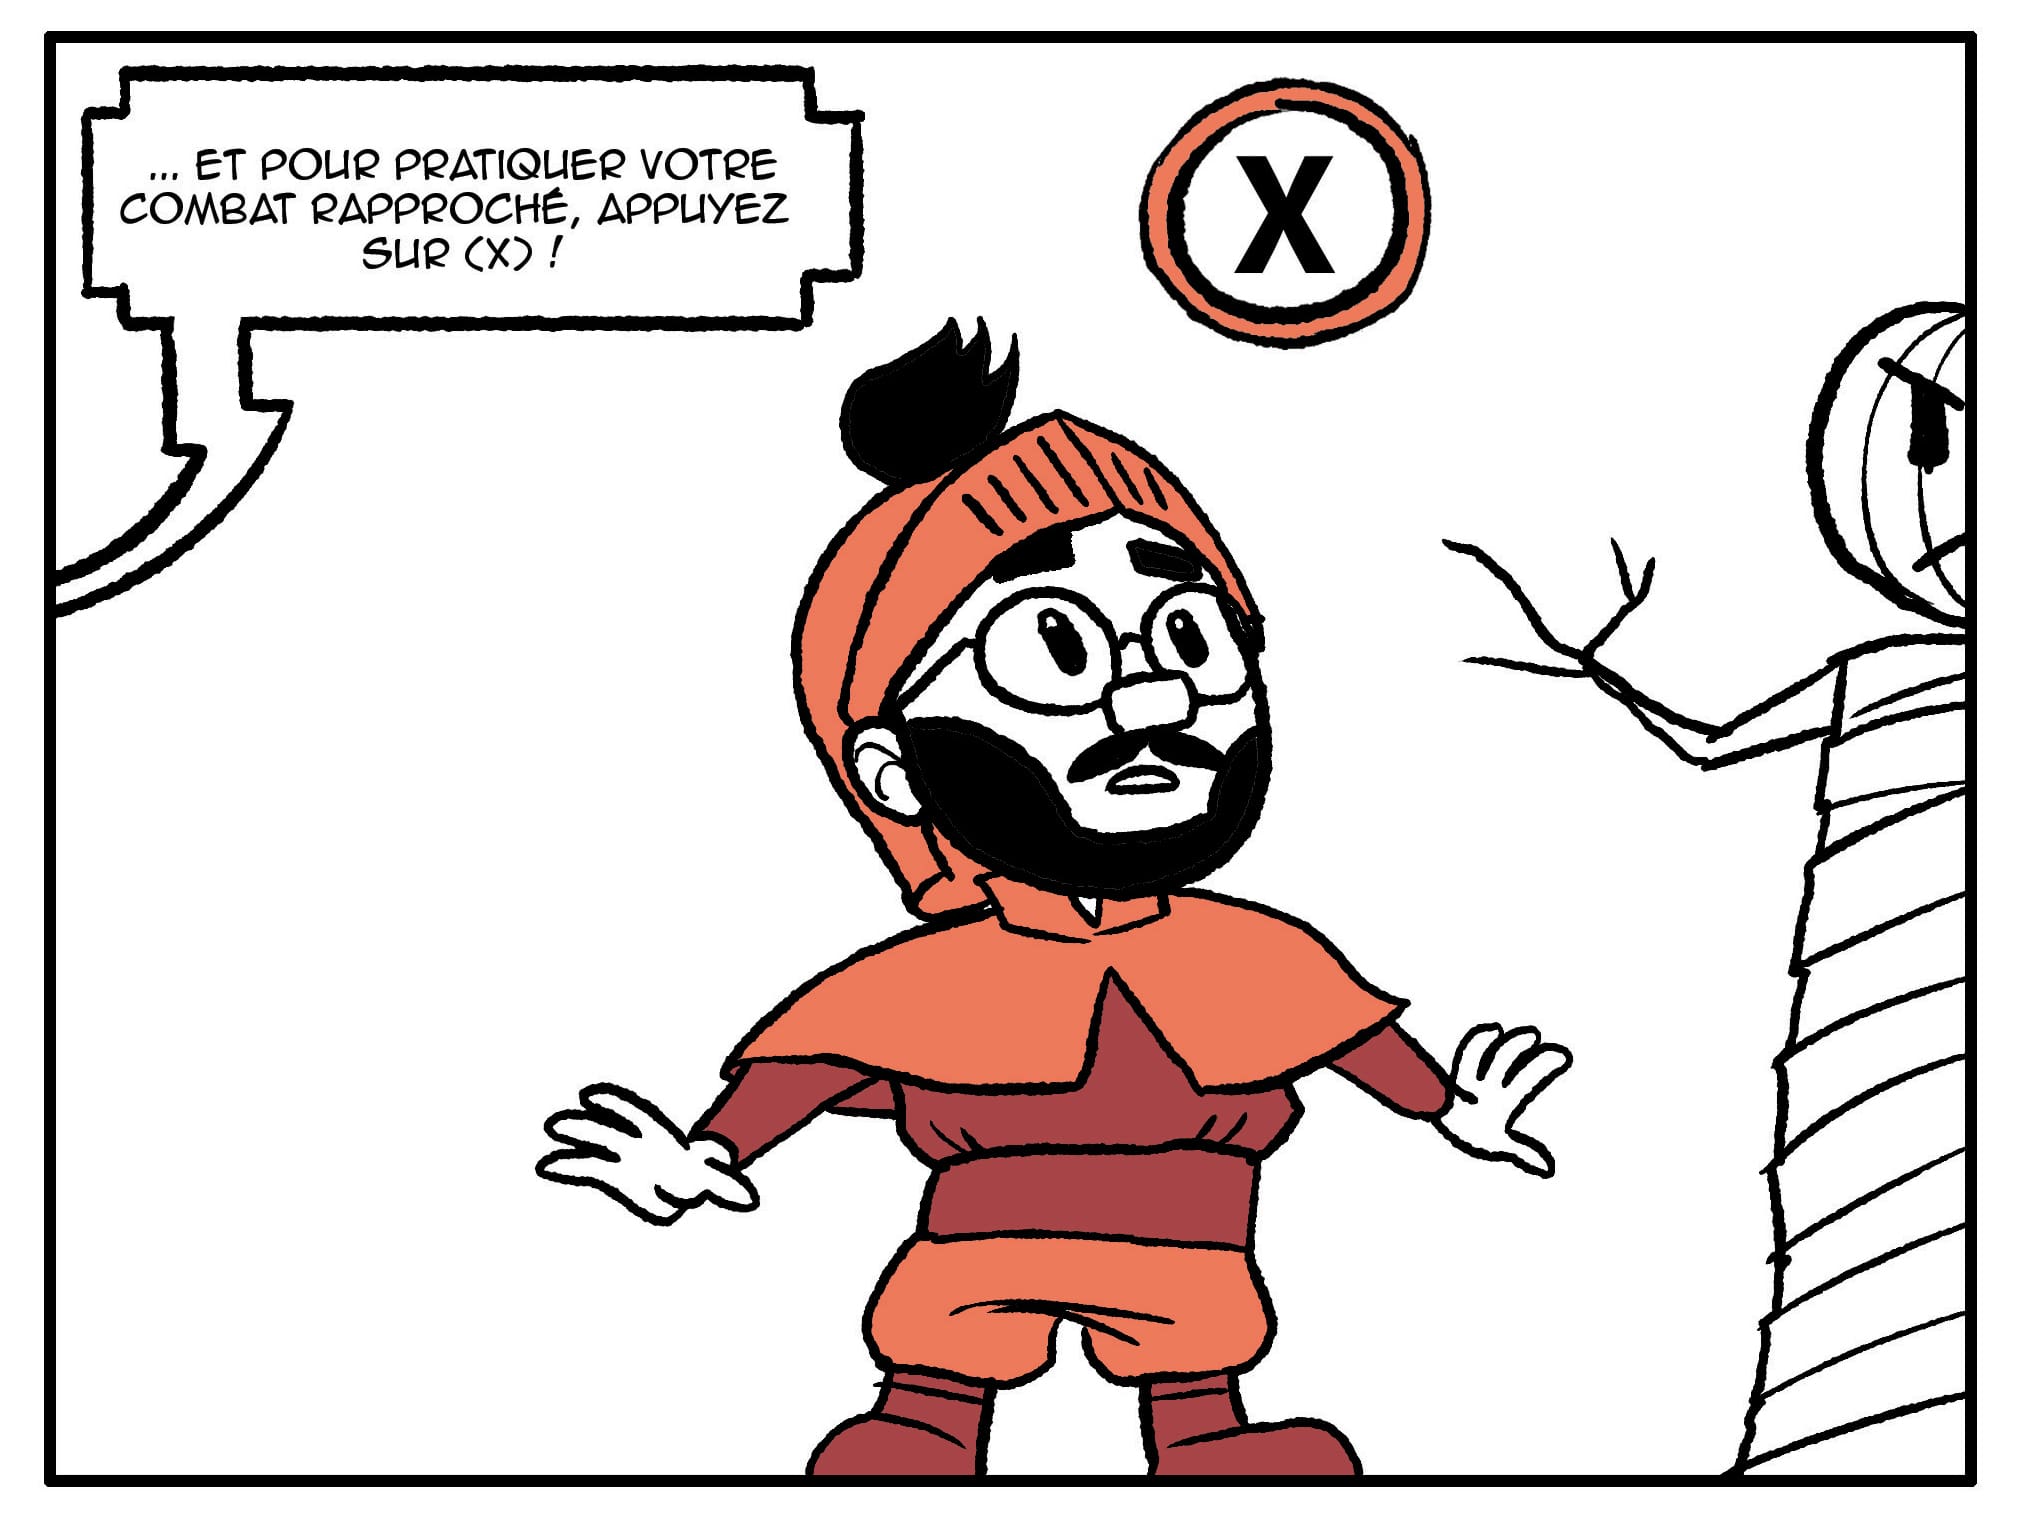 ... ET POUR PRATIQUER VOTRE
COMBAT RAPPROCHÉ, APPUYEZ
SUR (X) !
X